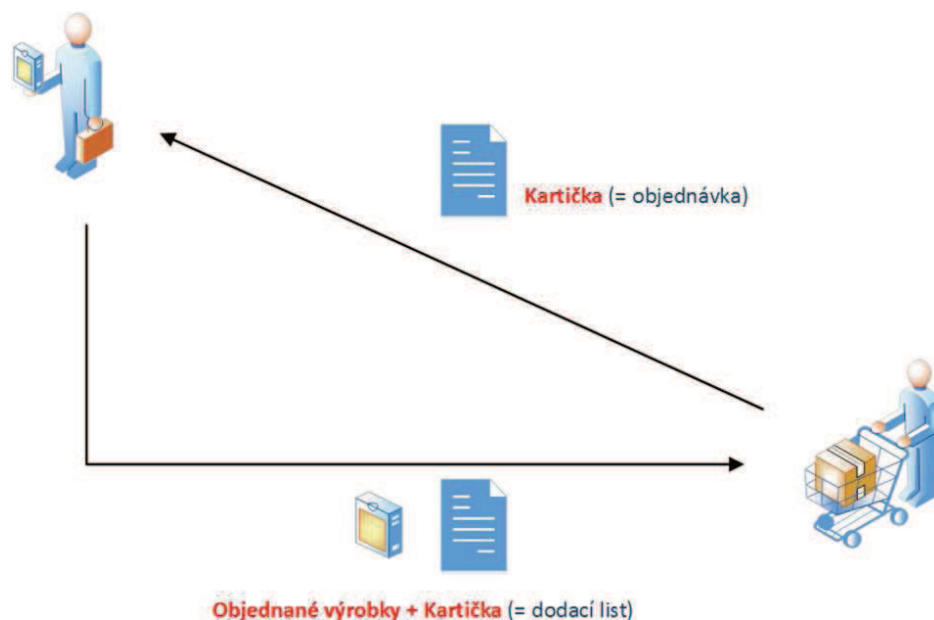 Kartička (= objednávka)
Objednané výrobky + Kartička (= dodací list)